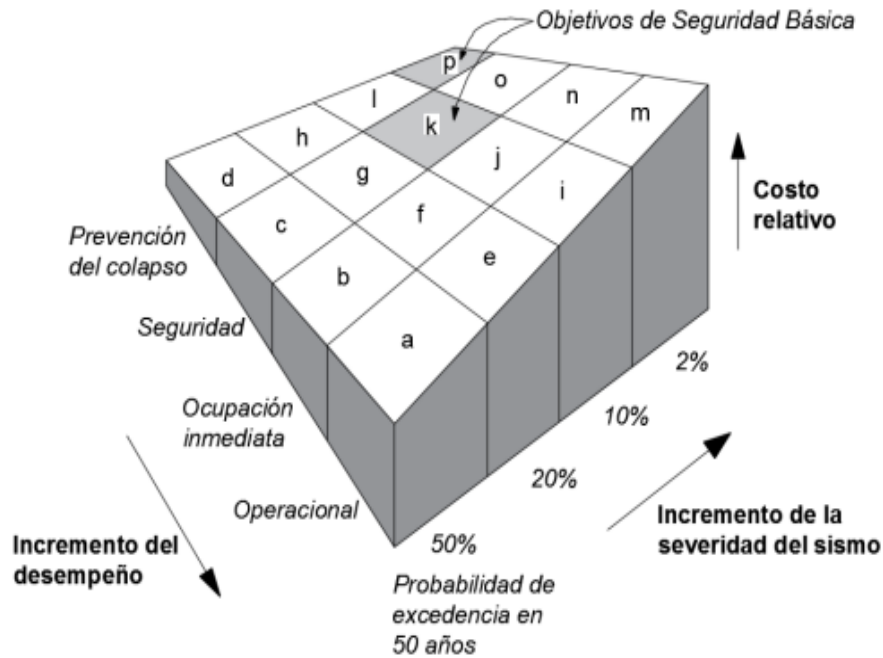 Objetivos de Seguridad Básica
p
o
l
n
k
m
h
j
g
d
i
f
c
e
b
a
Costo
relativo
Prevención
del colapso
Seguridad
Ocupación
inmediata
Operacional
2%
10%
20%
50%
Incremento del
desempeño
Incremento de la
severidad del sismo
Probabilidad de
excedencia en
50 años